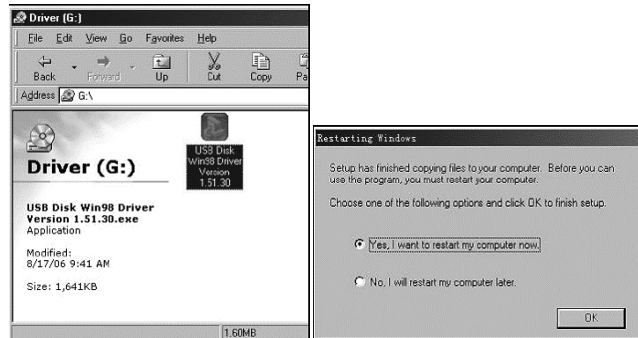 Driver (G:)
File Edit View Go Favorites Help
Back Forward Up Cut Copy Pa
Address G:\
USB Disk
Win98 Driver
Version
1.51.30
Driver (G:)
USB Disk Win98 Driver
Version 1.51.30.exe
Application
Modified:
8/17/06 9:41 AM
Size: 1,641KB
1.60MB
Restarting Windows
Setup has finished copying files to your computer. Before you can
use the program, you must restart your computer.
Choose one of the following options and click OK to finish setup.
Yes, I want to restart my computer now.
No, I will restart my computer later.
OK